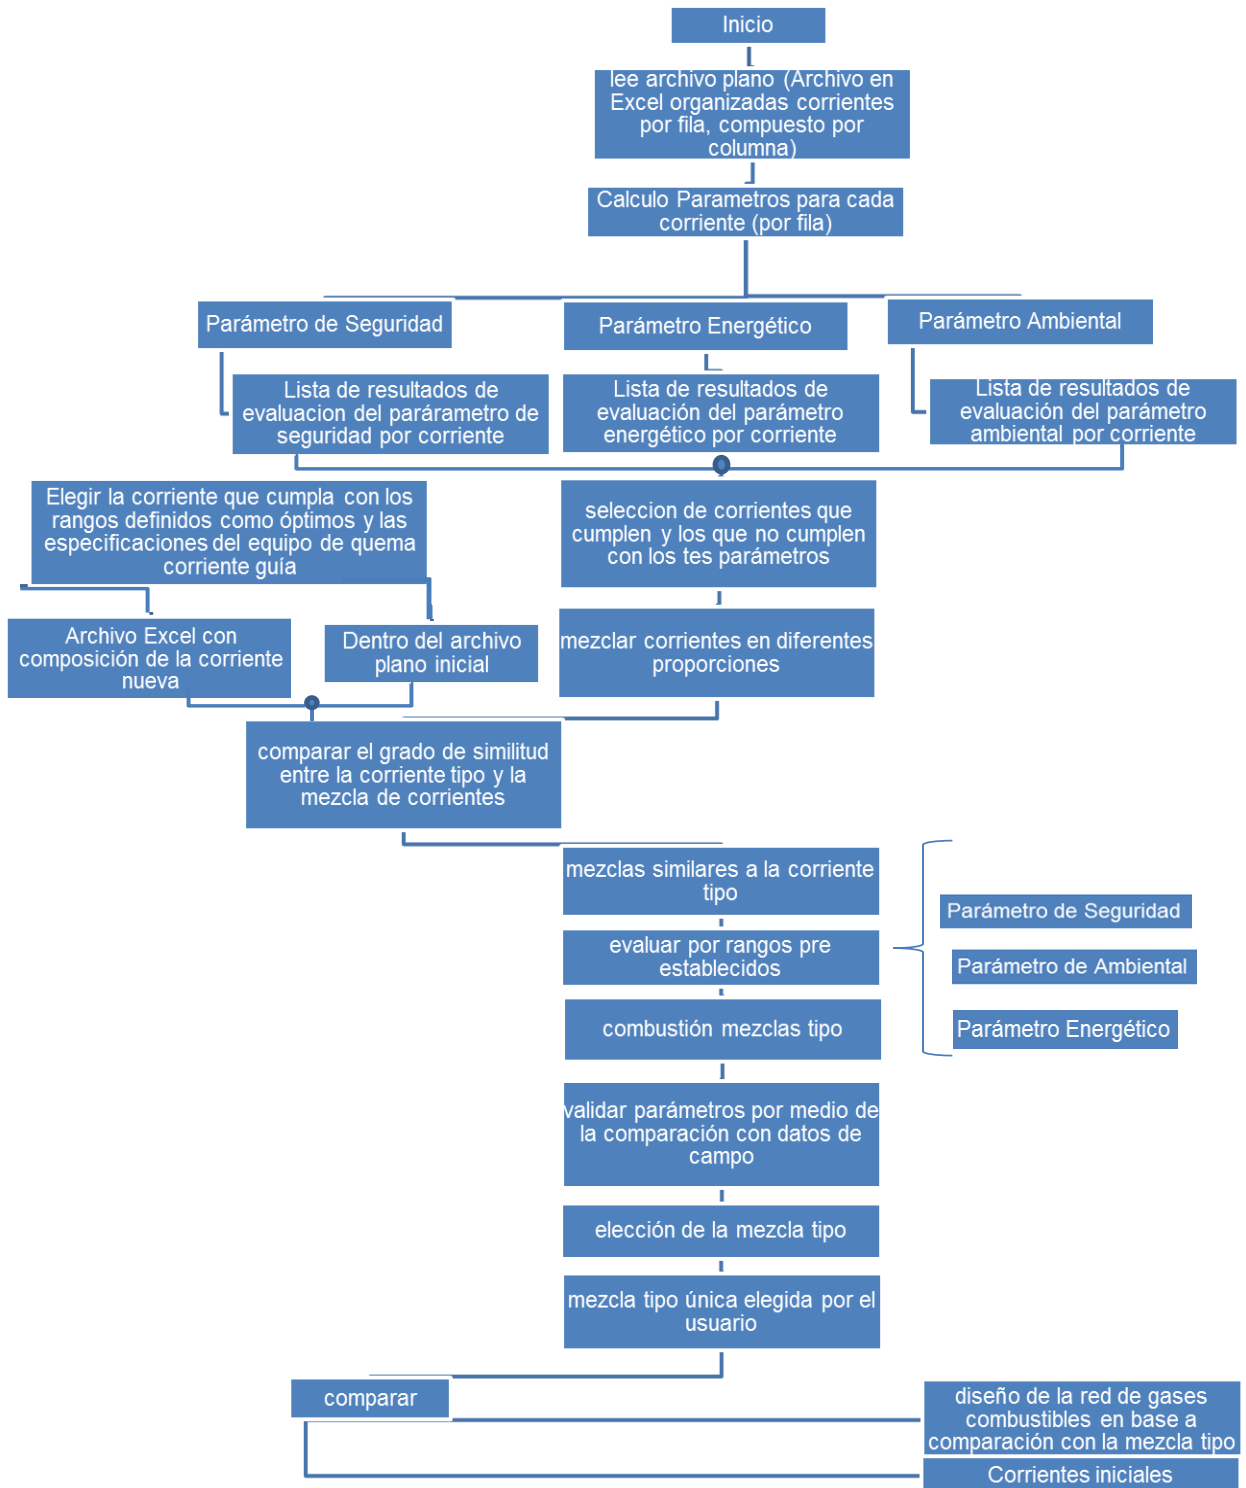 Inicio
lee archivo plano (Archivo en
Excel organizadas corrientes
por fila, compuesto por
columna)
Calculo Parametros para cada
corriente (por fila)
Parámetro de Seguridad
Parámetro Energético
Parámetro Ambiental
Lista de resultados de
evaluacion del parárametro de
seguridad por corriente
Lista de resultados de
evaluación del parámetro
energético por corriente
Lista de resultados de
evaluación del parámetro
ambiental por corriente
Elegir la corriente que cumpla con los
rangos definidos como óptimos y las
especificaciones del equipo de quema
corriente guía
seleccion de corrientes que
cumplen y los que no cumplen
con los tes parámetros
Archivo Excel con
composición de la corriente
nueva
Dentro del archivo
plano inicial
mezclar corrientes en diferentes
proporciones
comparar el grado de similitud
entre la corriente tipo y la
mezcla de corrientes
mezclas similares a la corriente
tipo
evaluar por rangos pre
establecidos
Parámetro de Seguridad
Parámetro de Ambiental
Parámetro Energético
combustión mezclas tipo
validar parámetros por medio de
la comparación con datos de
campo
elección de la mezcla tipo
mezcla tipo única elegida por el
usuario
comparar
diseño de la red de gases
combustibles en base a
comparación con la mezcla tipo
Corrientes iniciales